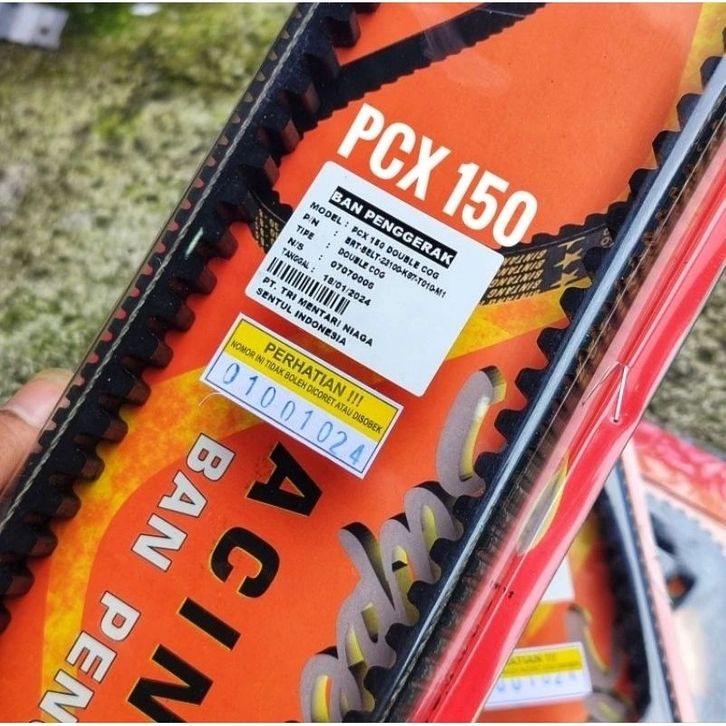 PCX 150
BAN PENGGERAK
MODEL : PCX 150 DOUBLE COG
P/N : BRT-BELT-23100-K97-T010-M1
TIPE : DOUBLE COG
N/S : 07070006
TANGGAL : 18/01/2024
PT. TRI MENTARI NIAGA
SENTUL INDONESIA
PERHATIAN !!!
NOMOR INI TIDAK BOLEH DICORET ATAU DISOBEK
01001024
ACIN
BAN PENG
PERHATIAN !!!